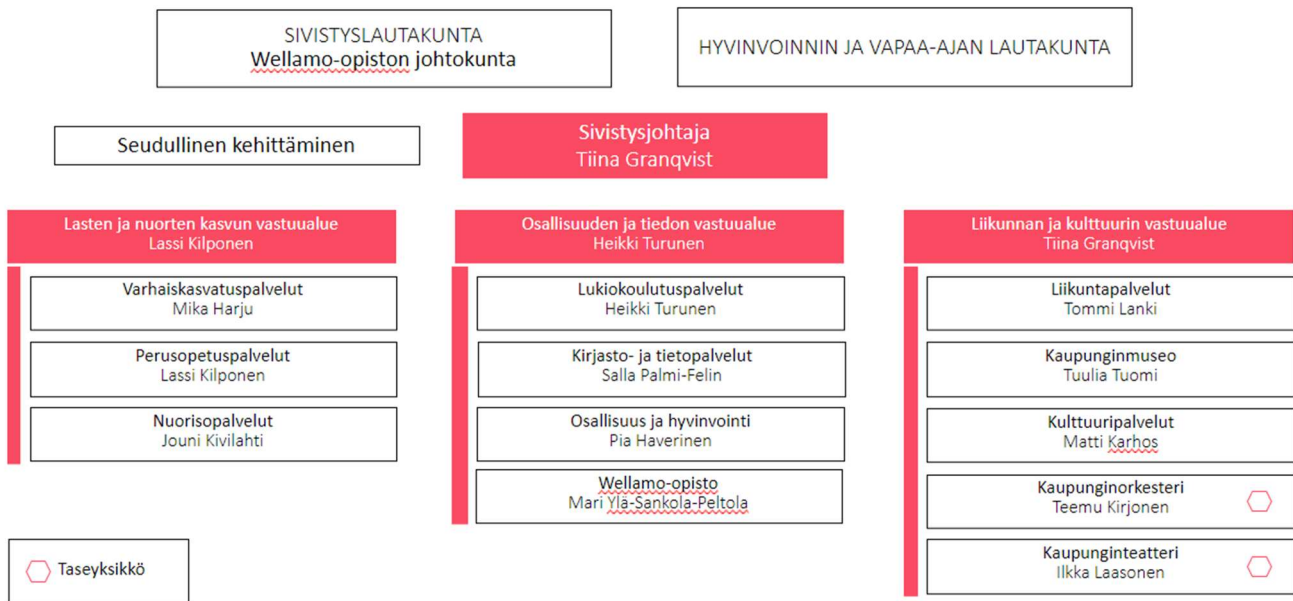 SIVISTYSLAUTAKUNTA
Wellamo-opiston johtokunta
HYVINVOINNIN JA VAPAA-AJAN LAUTAKUNTA
Seudullinen kehittäminen
Sivistysjohtaja
Tiina Granqvist
Lasten ja nuorten kasvun vastuualue
Lassi Kilponen
Varhaiskasvatuspalvelut
Mika Harju
Perusopetuspalvelut
Lassi Kilponen
Nuorisopalvelut
Jouni Kivilahti
Osallisuuden ja tiedon vastuualue
Heikki Turunen
Lukiokoulutuspalvelut
Heikki Turunen
Kirjasto- ja tietopalvelut
Salla Palmi-Felin
Osallisuus ja hyvinvointi
Pia Haverinen
Wellamo-opisto
Mari Ylä-Sankola-Peltola
Liikunnan ja kulttuurin vastuualue
Tiina Granqvist
Liikuntapalvelut
Tommi Lanki
Kaupunginmuseo
Tuulia Tuomi
Kulttuuripalvelut
Matti Karhos
Kaupunginorkesteri
Teemu Kirjonen
Kaupunginteatteri
Ilkka Laasonen
Taseyksikkö